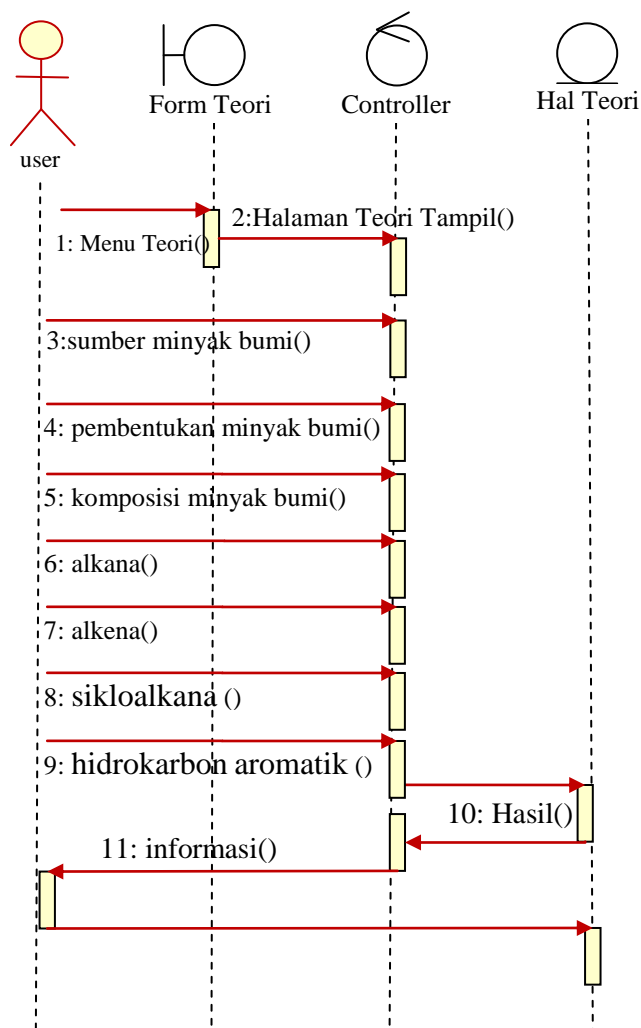 user
Form Teori
Controller
Hal Teori
1: Menu Teori()
2:Halaman Teori Tampil()
3:sumber minyak bumi()
4: pembentukan minyak bumi()
5: komposisi minyak bumi()
6: alkana()
7: alkena()
8: sikloalkana ()
9: hidrokarbon aromatik ()
10: Hasil()
11: informasi()